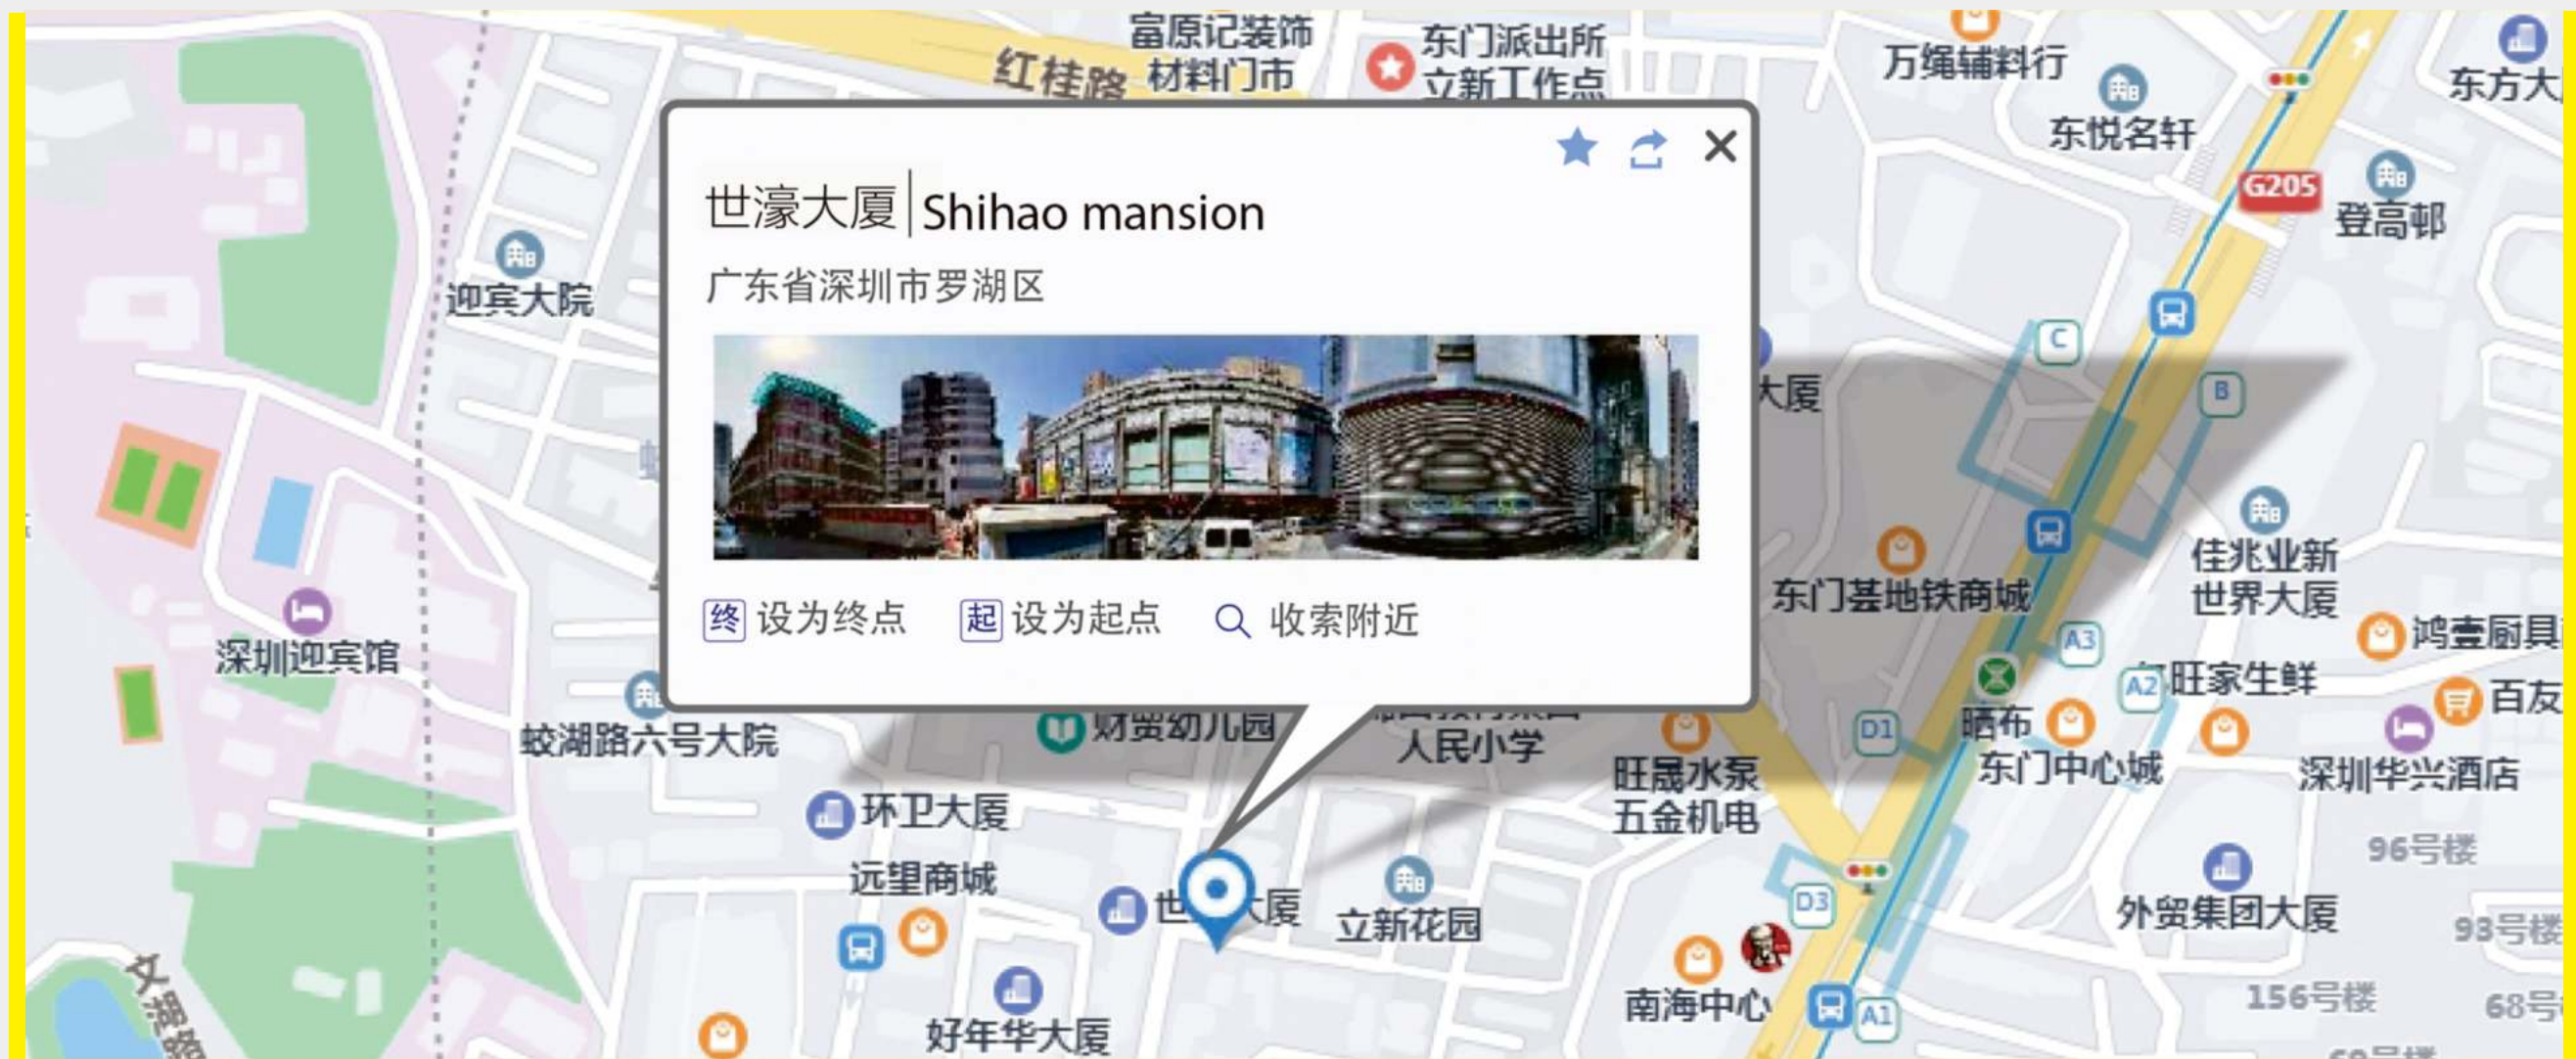 富原记装饰
材料门市
红桂路
东门派出所
立新工作点
万绳辅料行
东悦名轩
东方大
G205
登高邨
迎宾大院
世濠大厦|Shihao mansion
广东省深圳市罗湖区
终 设为终点 起 设为起点 收索附近
大厦
C
B
佳兆业新
世界大厦
东门基地铁商城
鸿壹厨具
A3
旺家生鲜
A2
百友
深圳迎宾馆
蛟湖路六号大院
财贸幼儿园
人民小学
旺晟水泵
五金机电
D1
晒布
东门中心城
深圳华兴酒店
环卫大厦
远望商城
世 大厦
立新花园
96号楼
外贸集团大厦
93号楼
D3
文湖路
好年华大厦
南海中心
A1
156号楼
68号